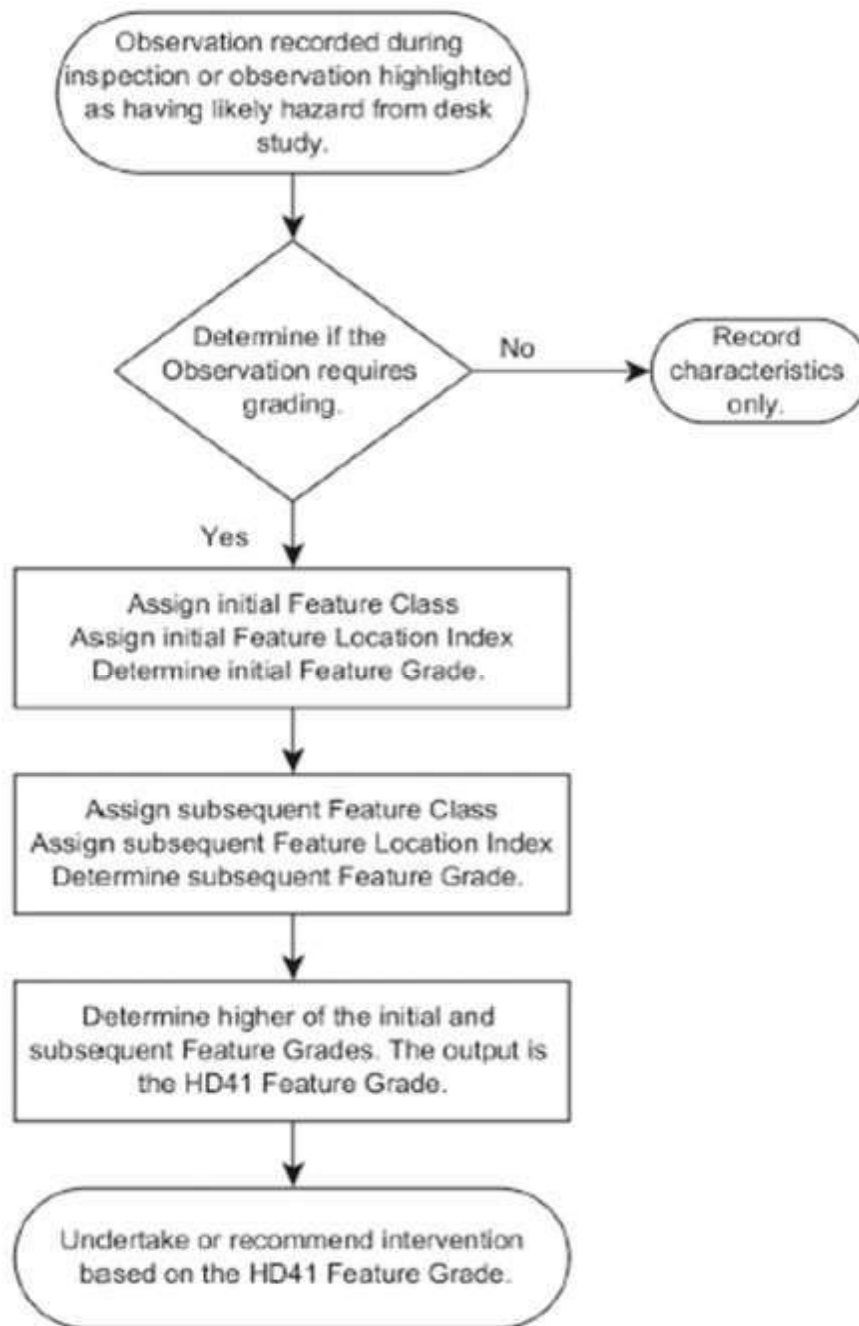 Observation recorded during
inspection or observation highlighted
as having likely hazard from desk
study.
Determine if the
Observation requires
grading.
No
Record
characteristics
only.
Yes
Assign initial Feature Class
Assign initial Feature Location Index
Determine initial Feature Grade.
Assign subsequent Feature Class
Assign subsequent Feature Location Index
Determine subsequent Feature Grade.
Determine higher of the initial and
subsequent Feature Grades. The output is
the HD41 Feature Grade.
Undertake or recommend intervention
based on the HD41 Feature Grade.